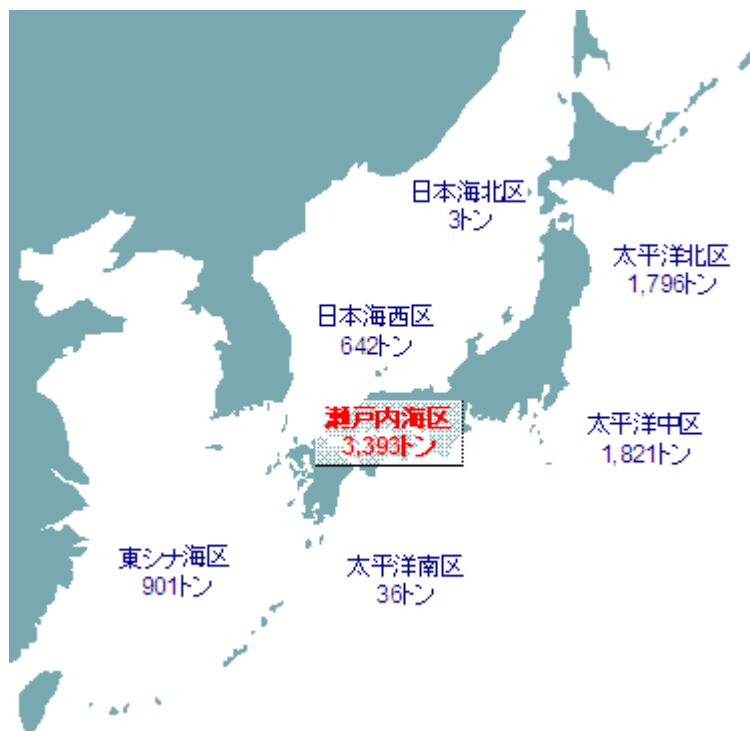 日本海北区
3トン
太平洋北区
1,796トン
日本海西区
642トン
瀬戸内海区
3,393トン
太平洋中区
1,821トン
東シナ海区
901トン
太平洋南区
36トン